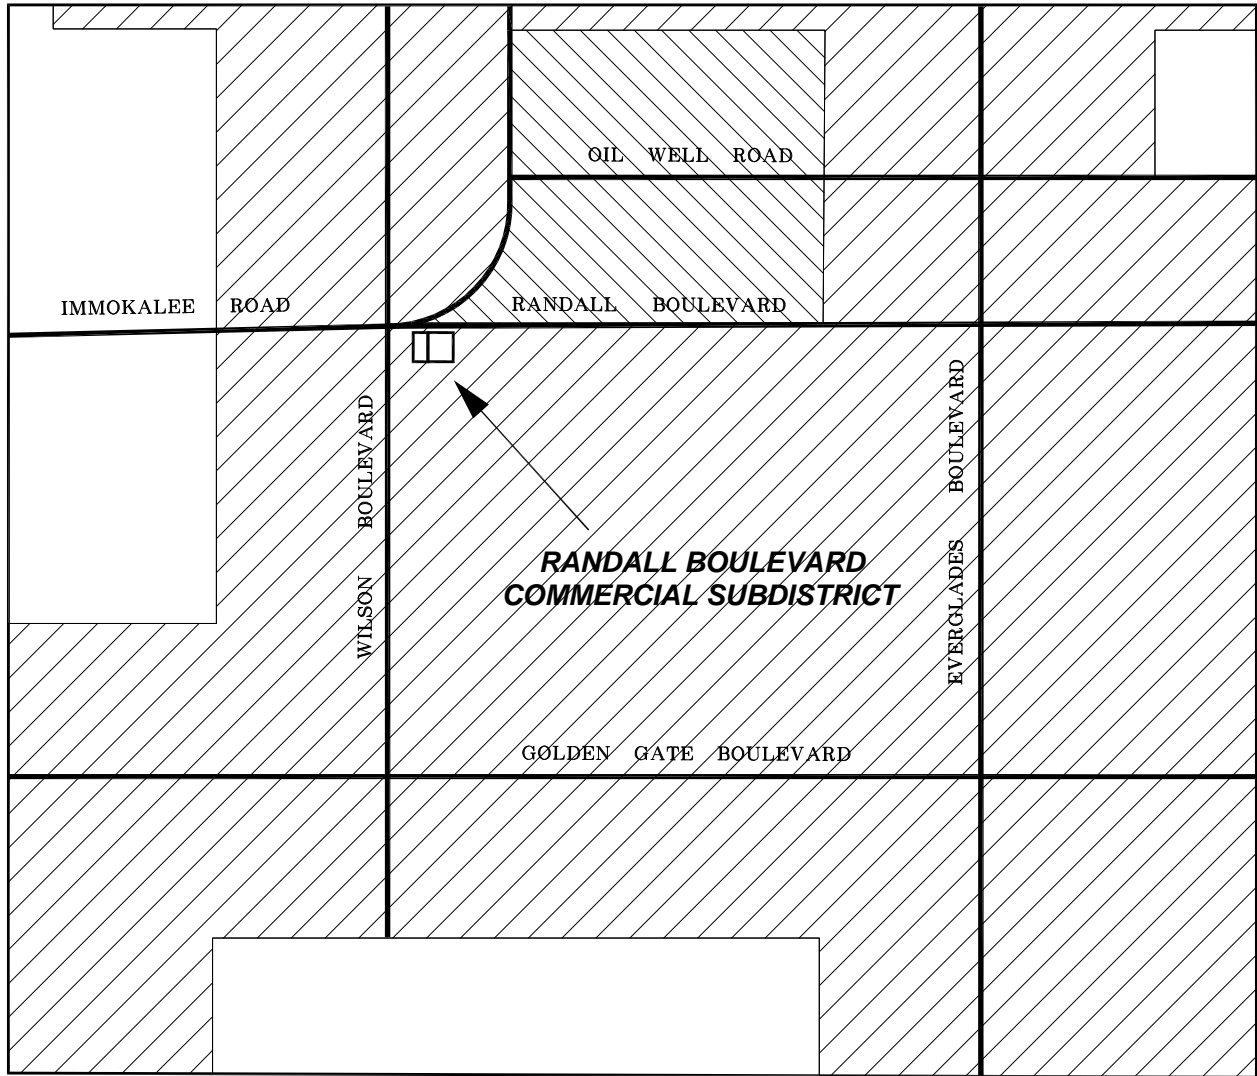 OIL WELL ROAD
IMMOKALEE ROAD
RANDALL BOULEVARD
WILSON BOULEVARD
EVERGLADES BOULEVARD
RANDALL BOULEVARD
COMMERCIAL SUBDISTRICT
GOLDEN GATE BOULEVARD